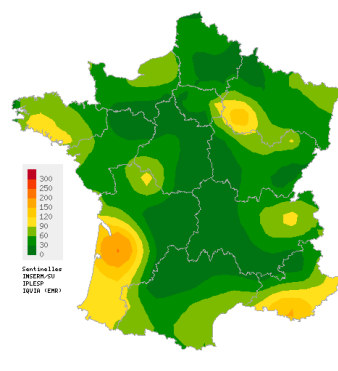 300
250
200
150
120
90
60
30
0
Sentinelles
INSERM/SU
IPLESP
IQVIA (EMR)